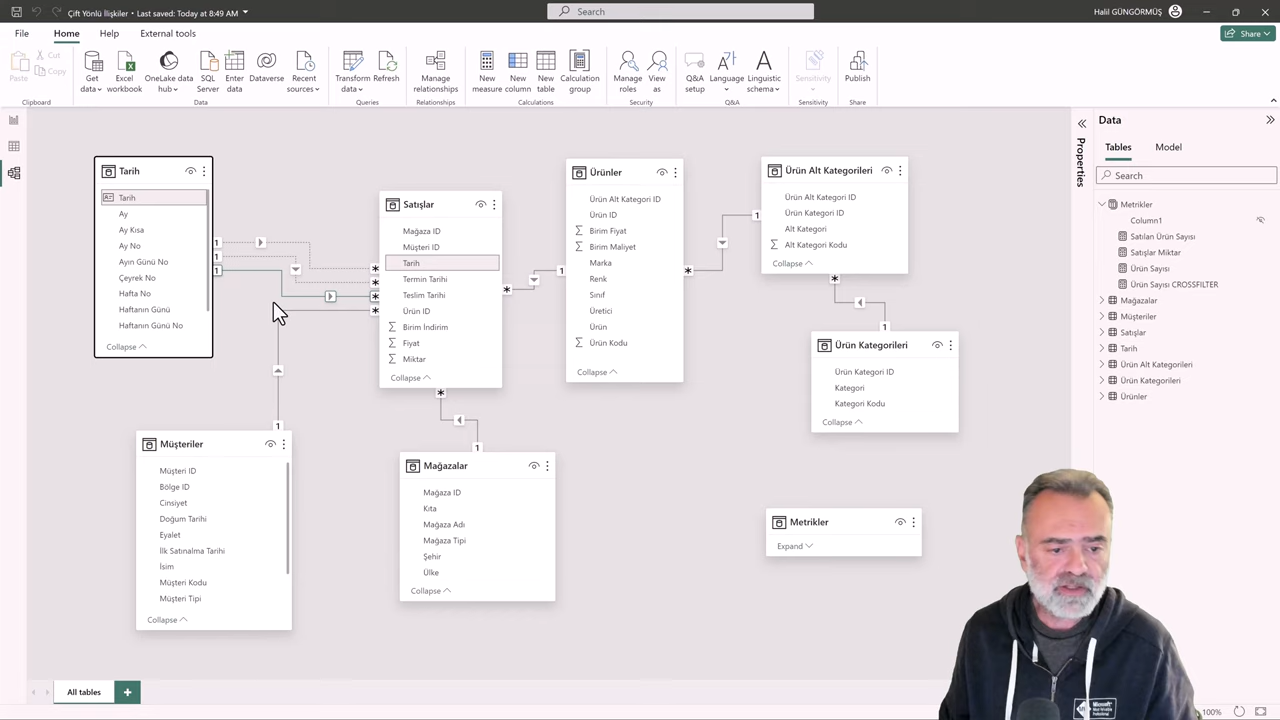 Çift Yönlü İlişkiler • Last saved: Today at 8:49 AM
Search
Halil GÜNGÖRMÜŞ
File
Home
Help
External tools
Share
Paste
Cut
Copy
Get data
Excel workbook
OneLake data hub
SQL Server
Enter data
Dataverse
Recent sources
Transform data
Refresh
Manage relationships
New measure
New column
New table
Calculation group
Manage roles
View as
Q&A setup
Language
Linguistic schema
Sensitivity
Publish
Clipboard
Data
Queries
Relationships
Calculations
Security
Q&A
Sensitivity
Share
Tarih
Tarih
Ay
Ay Kısa
Ay No
Ayın Günü No
Çeyrek No
Hafta No
Haftanın Günü
Haftanın Günü No
Collapse
1
1
1
*
*
*
*
Satışlar
Mağaza ID
Müşteri ID
Tarih
Termin Tarihi
Teslim Tarihi
Ürün ID
Birim İndirim
Fiyat
Miktar
Collapse
*
*
1
Ürünler
Ürün Alt Kategori ID
Ürün ID
Birim Fiyat
Birim Maliyet
Marka
Renk
Sınıf
Üretici
Ürün
Ürün Kodu
Collapse
*
1
Ürün Alt Kategorileri
Ürün Alt Kategori ID
Ürün Kategori ID
Alt Kategori
Alt Kategori Kodu
Collapse
*
1
Ürün Kategorileri
Ürün Kategori ID
Kategori
Kategori Kodu
Collapse
1
Müşteriler
Müşteri ID
Bölge ID
Cinsiyet
Doğum Tarihi
Eyalet
İlk Satınalma Tarihi
İsim
Müşteri Kodu
Müşteri Tipi
Collapse
1
Mağazalar
Mağaza ID
Kıta
Mağaza Adı
Mağaza Tipi
Şehir
Ülke
Collapse
Metrikler
Expand
Properties
Data
Tables
Model
Search
Metrikler
Column1
Satılan Ürün Sayısı
Satışlar Miktar
Ürün Sayısı
Ürün Sayısı CROSSFILTER
Mağazalar
Müşteriler
Satışlar
Tarih
Ürün Alt Kategorileri
Ürün Kategorileri
Ürünler
All tables
100%